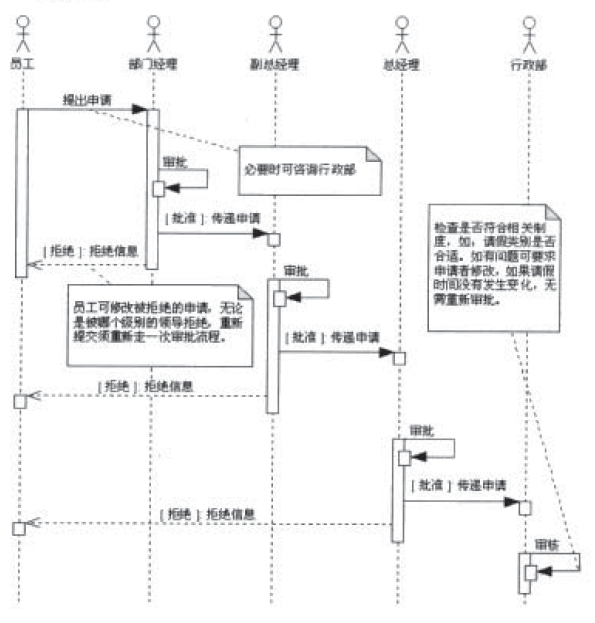 员工
部门经理
副总经理
总经理
行政部
提出申请
必要时可咨询行政部
审批
[批准]: 传递申请
[拒绝]: 拒绝信息
检查是否符合相关制
度，如，请假类别是否
合适。如有问题可要求
申请者修改，如果请假
时间没有发生变化，无
需重新审批。
审批
员工可修改被拒绝的申请，无论
是被哪个级别的领导拒绝，重新
提交须重新走一次审批流程。
[批准]: 传递申请
[拒绝]: 拒绝信息
审批
[批准]: 传递申请
[拒绝]: 拒绝信息
审核